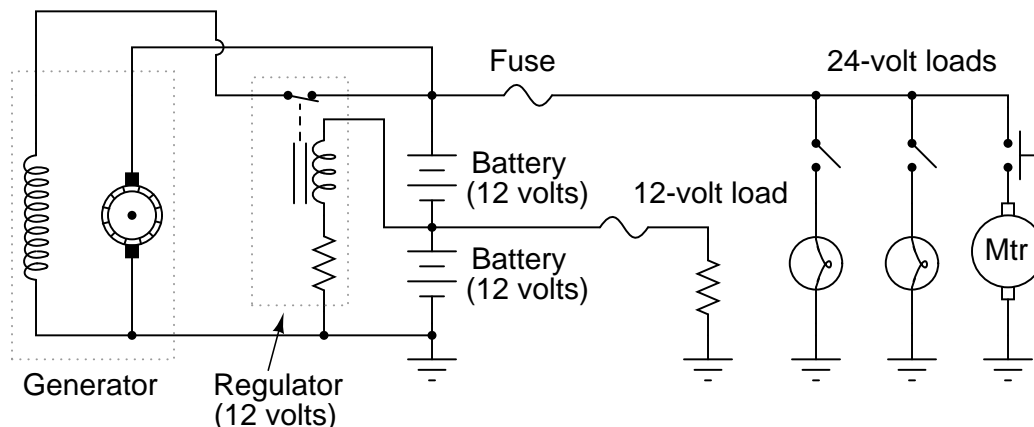 Fuse
24-volt loads
Battery
(12 volts)
12-volt load
Battery
(12 volts)
Mtr
Generator
Regulator
(12 volts)